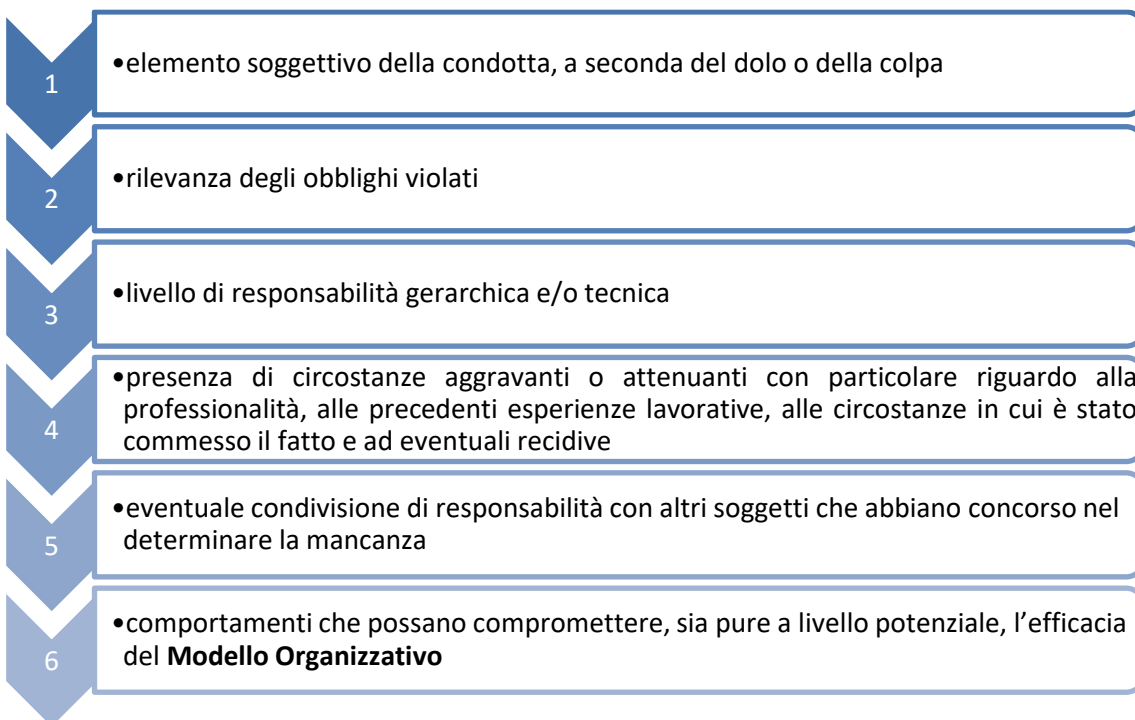 1
•elemento soggettivo della condotta, a seconda del dolo o della colpa
2
•rilevanza degli obblighi violati
3
•livello di responsabilità gerarchica e/o tecnica
4
•presenza di circostanze aggravanti o attenuanti con particolare riguardo alla
professionalità, alle precedenti esperienze lavorative, alle circostanze in cui è stato
commesso il fatto e ad eventuali recidive
5
•eventuale condivisione di responsabilità con altri soggetti che abbiano concorso nel
determinare la mancanza
6
•comportamenti che possano compromettere, sia pure a livello potenziale, l’efficacia
del Modello Organizzativo